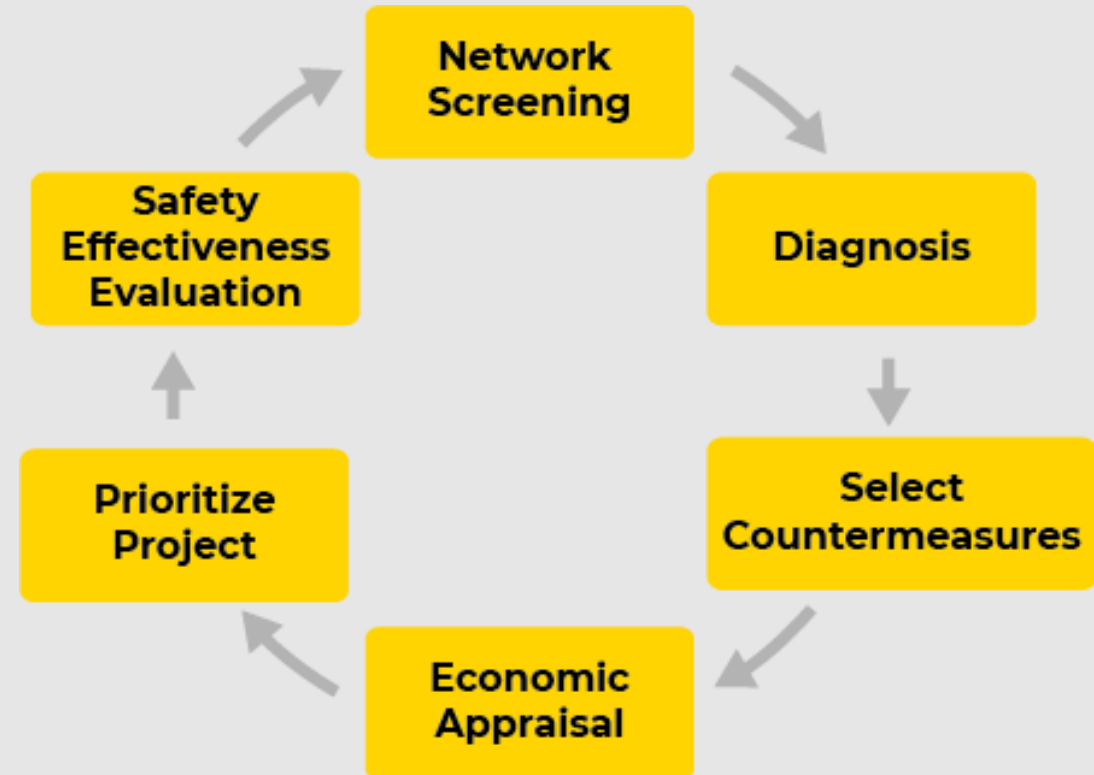 Network
Screening
Diagnosis
Select
Countermeasures
Economic
Appraisal
Prioritize
Project
Safety
Effectiveness
Evaluation